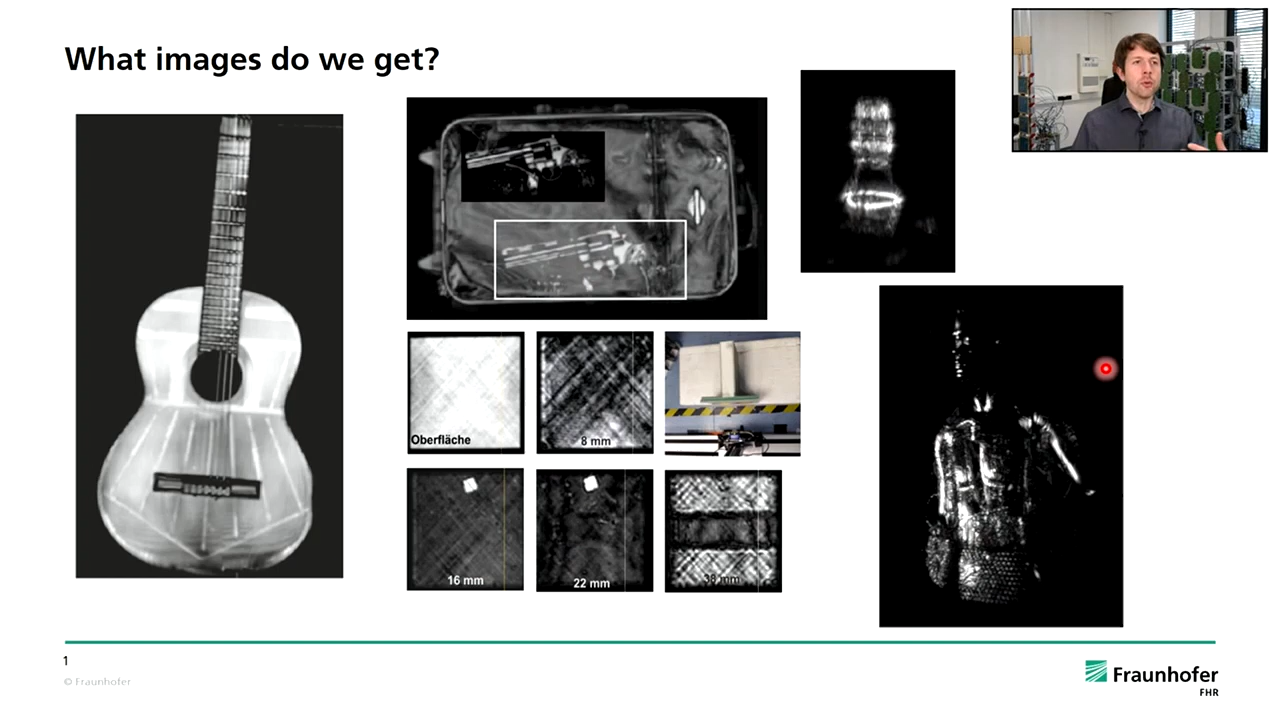 What images do we get?
Oberfläche
8 mm
16 mm
22 mm
38 mm
1
© Fraunhofer
Fraunhofer
FHR